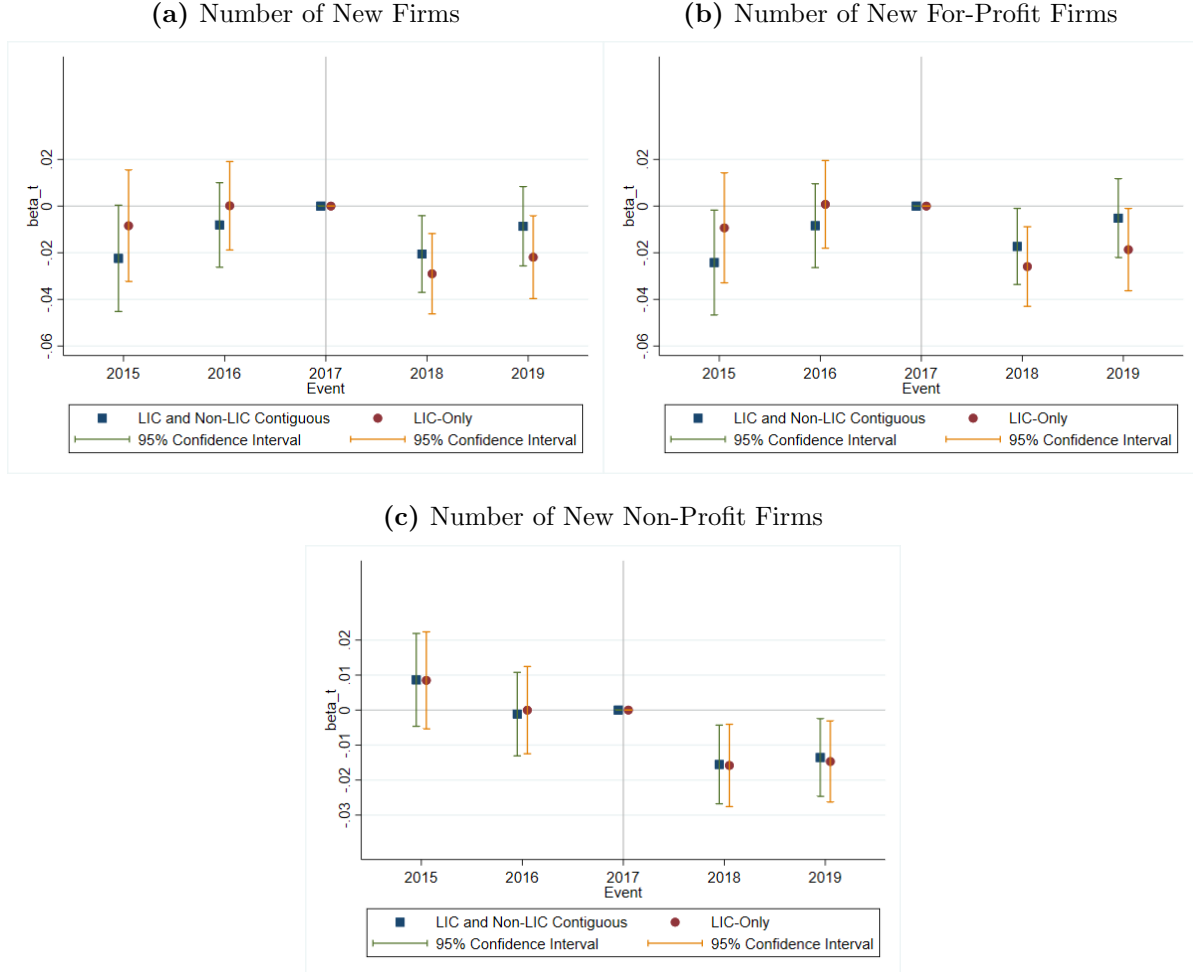 (a) Number of New Firms
beta_t
.02
0
-.02
-.04
-.06
2015 2016 2017 2018 2019
Event
LIC and Non-LIC Contiguous LIC-Only
95% Confidence Interval 95% Confidence Interval
(b) Number of New For-Profit Firms
beta_t
.02
0
-.02
-.04
-.06
2015 2016 2017 2018 2019
Event
LIC and Non-LIC Contiguous LIC-Only
95% Confidence Interval 95% Confidence Interval
(c) Number of New Non-Profit Firms
beta_t
.02
.01
0
-.01
-.02
-.03
2015 2016 2017 2018 2019
Event
LIC and Non-LIC Contiguous LIC-Only
95% Confidence Interval 95% Confidence Interval